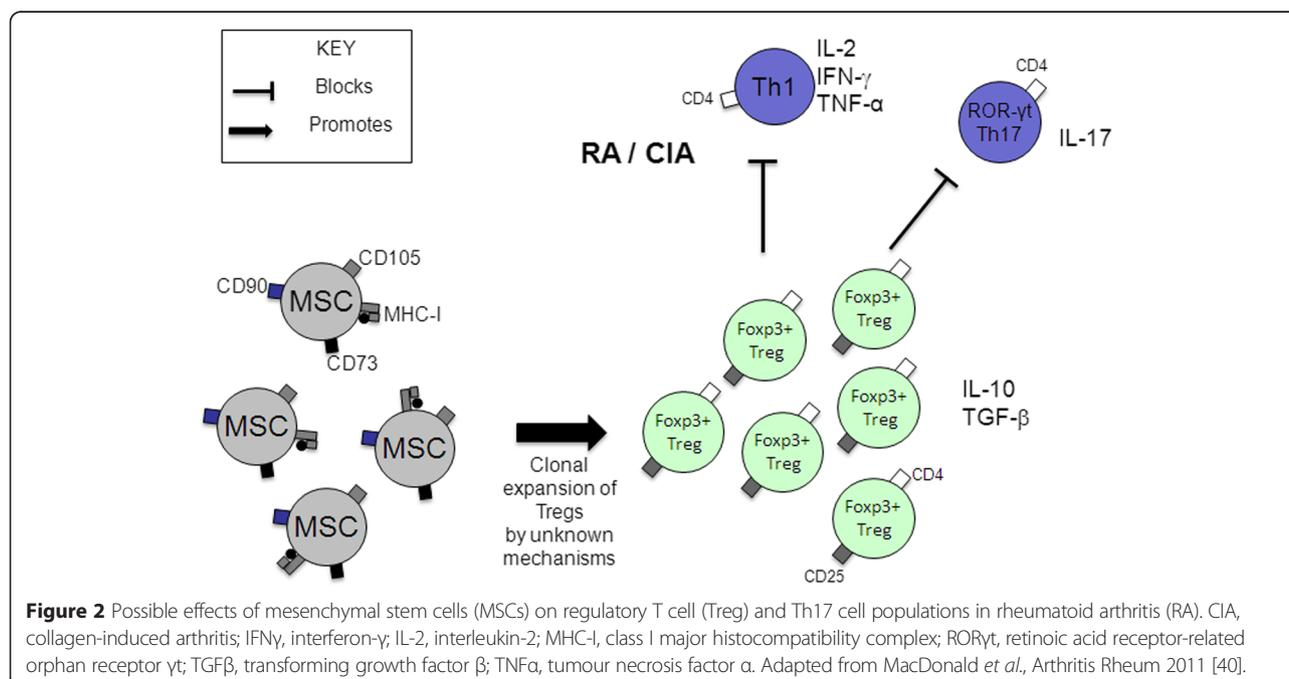 KEY
Blocks
Promotes
RA / CIA
CD4
Th1
IL-2
IFN-γ
TNF-α
CD4
ROR-γt
Th17
IL-17
CD105
CD90
MSC
MHC-I
CD73
MSC
MSC
MSC
Clonal
expansion of
Tregs
by unknown
mechanisms
Foxp3+
Treg
Foxp3+
Treg
Foxp3+
Treg
Foxp3+
Treg
Foxp3+
Treg
IL-10
TGF-β
CD4
Foxp3+
Treg
CD25
Figure 2 Possible effects of mesenchymal stem cells (MSCs) on regulatory T cell (Treg) and Th17 cell populations in rheumatoid arthritis (RA). CIA,
collagen-induced arthritis; IFNγ, interferon-γ; IL-2, interleukin-2; MHC-I, class I major histocompatibility complex; RORγt, retinoic acid receptor-related
orphan receptor γt; TGFβ, transforming growth factor β; TNFα, tumour necrosis factor α. Adapted from MacDonald et al., Arthritis Rheum 2011 [40].